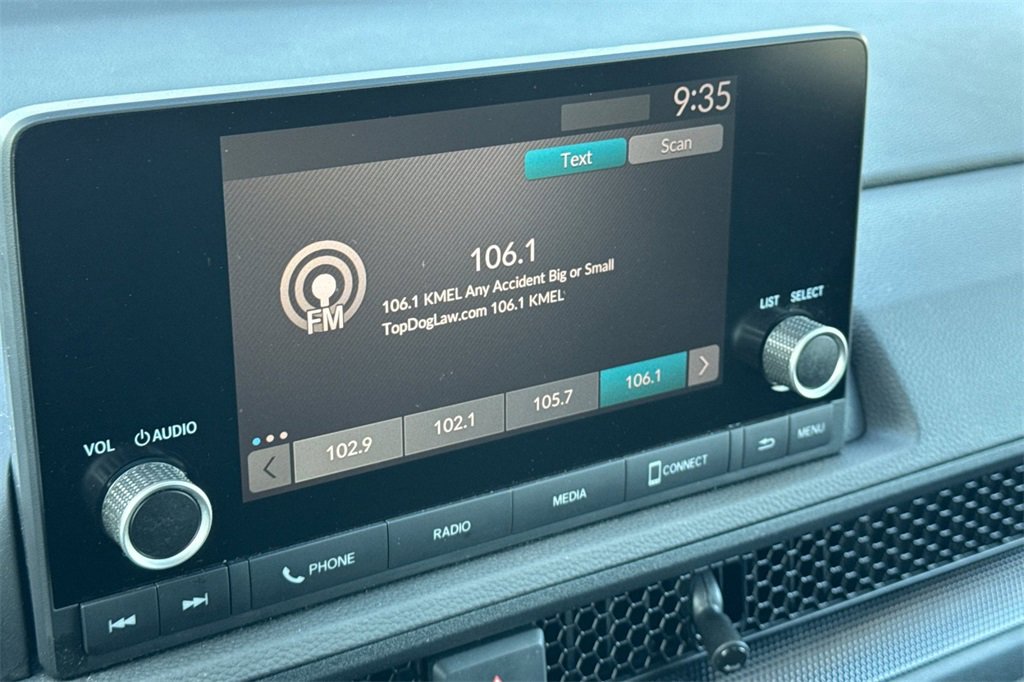 9:35
Text
Scan
106.1
106.1 KMEL Any Accident Big or Small
TopDogLaw.com 106.1 KMEL
FM
102.9
102.1
105.7
106.1
VOL
AUDIO
LIST
SELECT
PHONE
RADIO
MEDIA
CONNECT
MENU